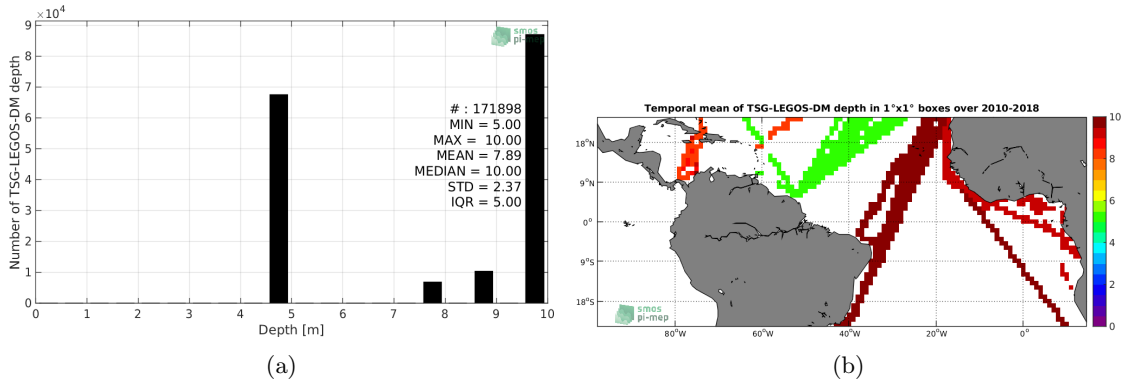 ×10⁴
9
8
7
6
5
4
3
2
1
0
Number of TSG-LEGOS-DM depth
smos
pi-mep
# : 171898
MIN = 5.00
MAX = 10.00
MEAN = 7.89
MEDIAN = 10.00
STD = 2.37
IQR = 5.00
0 1 2 3 4 5 6 7 8 9 10
Depth [m]
(a)
Temporal mean of TSG-LEGOS-DM depth in 1°x1° boxes over 2010-2018
18°N
9°N
0°
9°S
18°S
80°W 60°W 40°W 20°W 0°
smos
pi-mep
10
8
6
4
2
0
(b)